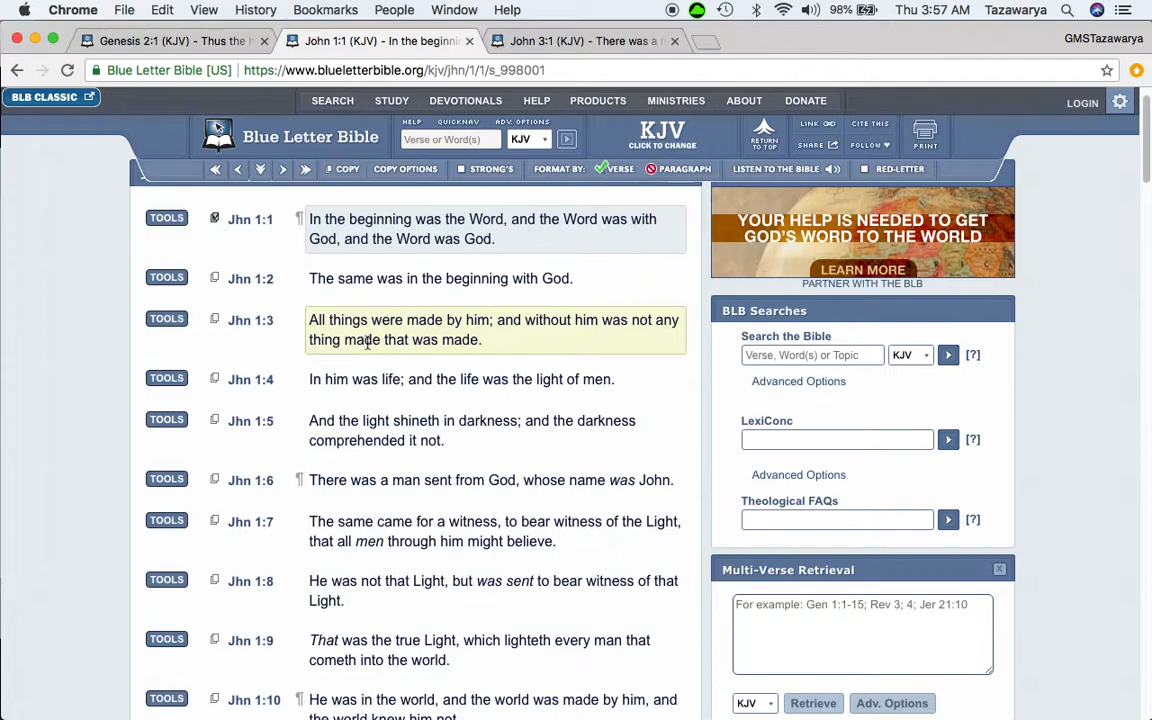 Chrome File Edit View History Bookmarks People Window Help 98% Thu 3:57 AM Tazawarya
Genesis 2:1 (KJV) - Thus the h × John 1:1 (KJV) - In the beginnin × John 3:1 (KJV) - There was a m × GMSTazawarya
Blue Letter Bible [US] https://www.blueletterbible.org/kjv/jhn/1/1/s_998001
BLB CLASSIC
SEARCH STUDY DEVOTIONALS HELP PRODUCTS MINISTRIES ABOUT DONATE LOGIN
HELP QUICKNAV ADV. OPTIONS
Blue Letter Bible
Verse or Word(s) KJV
KJV
CLICK TO CHANGE
RETURN
TO TOP
LINK CITE THIS
SHARE FOLLOW
PRINT
COPY COPY OPTIONS STRONG'S FORMAT BY: VERSE PARAGRAPH LISTEN TO THE BIBLE RED-LETTER
TOOLS Jhn 1:1 ¶ In the beginning was the Word, and the Word was with
God, and the Word was God.
TOOLS Jhn 1:2 The same was in the beginning with God.
TOOLS Jhn 1:3 All things were made by him; and without him was not any
thing made that was made.
TOOLS Jhn 1:4 In him was life; and the life was the light of men.
TOOLS Jhn 1:5 And the light shineth in darkness; and the darkness
comprehended it not.
TOOLS Jhn 1:6 ¶ There was a man sent from God, whose name was John.
TOOLS Jhn 1:7 The same came for a witness, to bear witness of the Light,
that all men through him might believe.
TOOLS Jhn 1:8 He was not that Light, but was sent to bear witness of that
Light.
TOOLS Jhn 1:9 That was the true Light, which lighteth every man that
cometh into the world.
TOOLS Jhn 1:10 ¶ He was in the world, and the world was made by him, and
the world knew him not.
YOUR HELP IS NEEDED TO GET
GOD'S WORD TO THE WORLD
LEARN MORE
PARTNER WITH THE BLB
BLB Searches
Search the Bible
Verse, Word(s) or Topic KJV [?]
Advanced Options
LexiConc
[?]
Advanced Options
Theological FAQs
[?]
Multi-Verse Retrieval x
For example: Gen 1:1-15; Rev 3; 4; Jer 21:10
KJV Retrieve Adv. Options